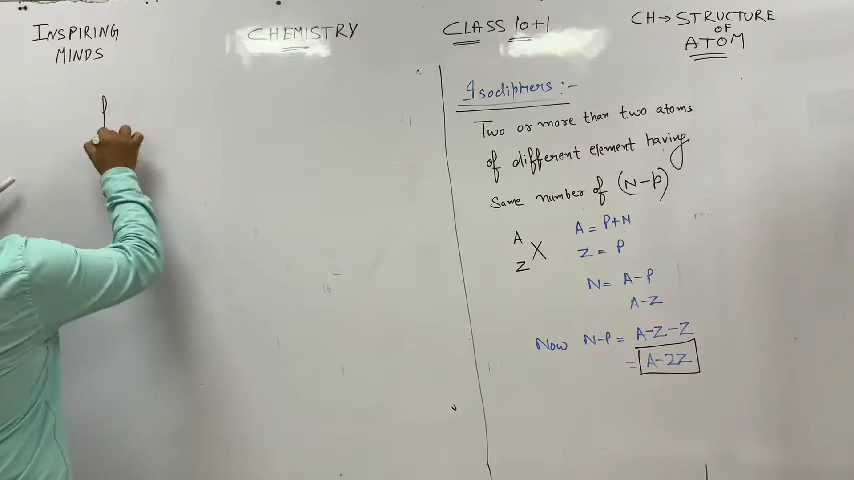 INSPIRING
MINDS
CHEMISTRY
CLASS 10+1
CH→ STRUCTURE
OF
ATOM
Isodiphers :-
Two or more than two atoms
of different element having
Same number of (N-P)
A
Z X
A = P+N
Z = P
N = A-P
A-Z
Now N-P = A-Z-Z
= A-2Z